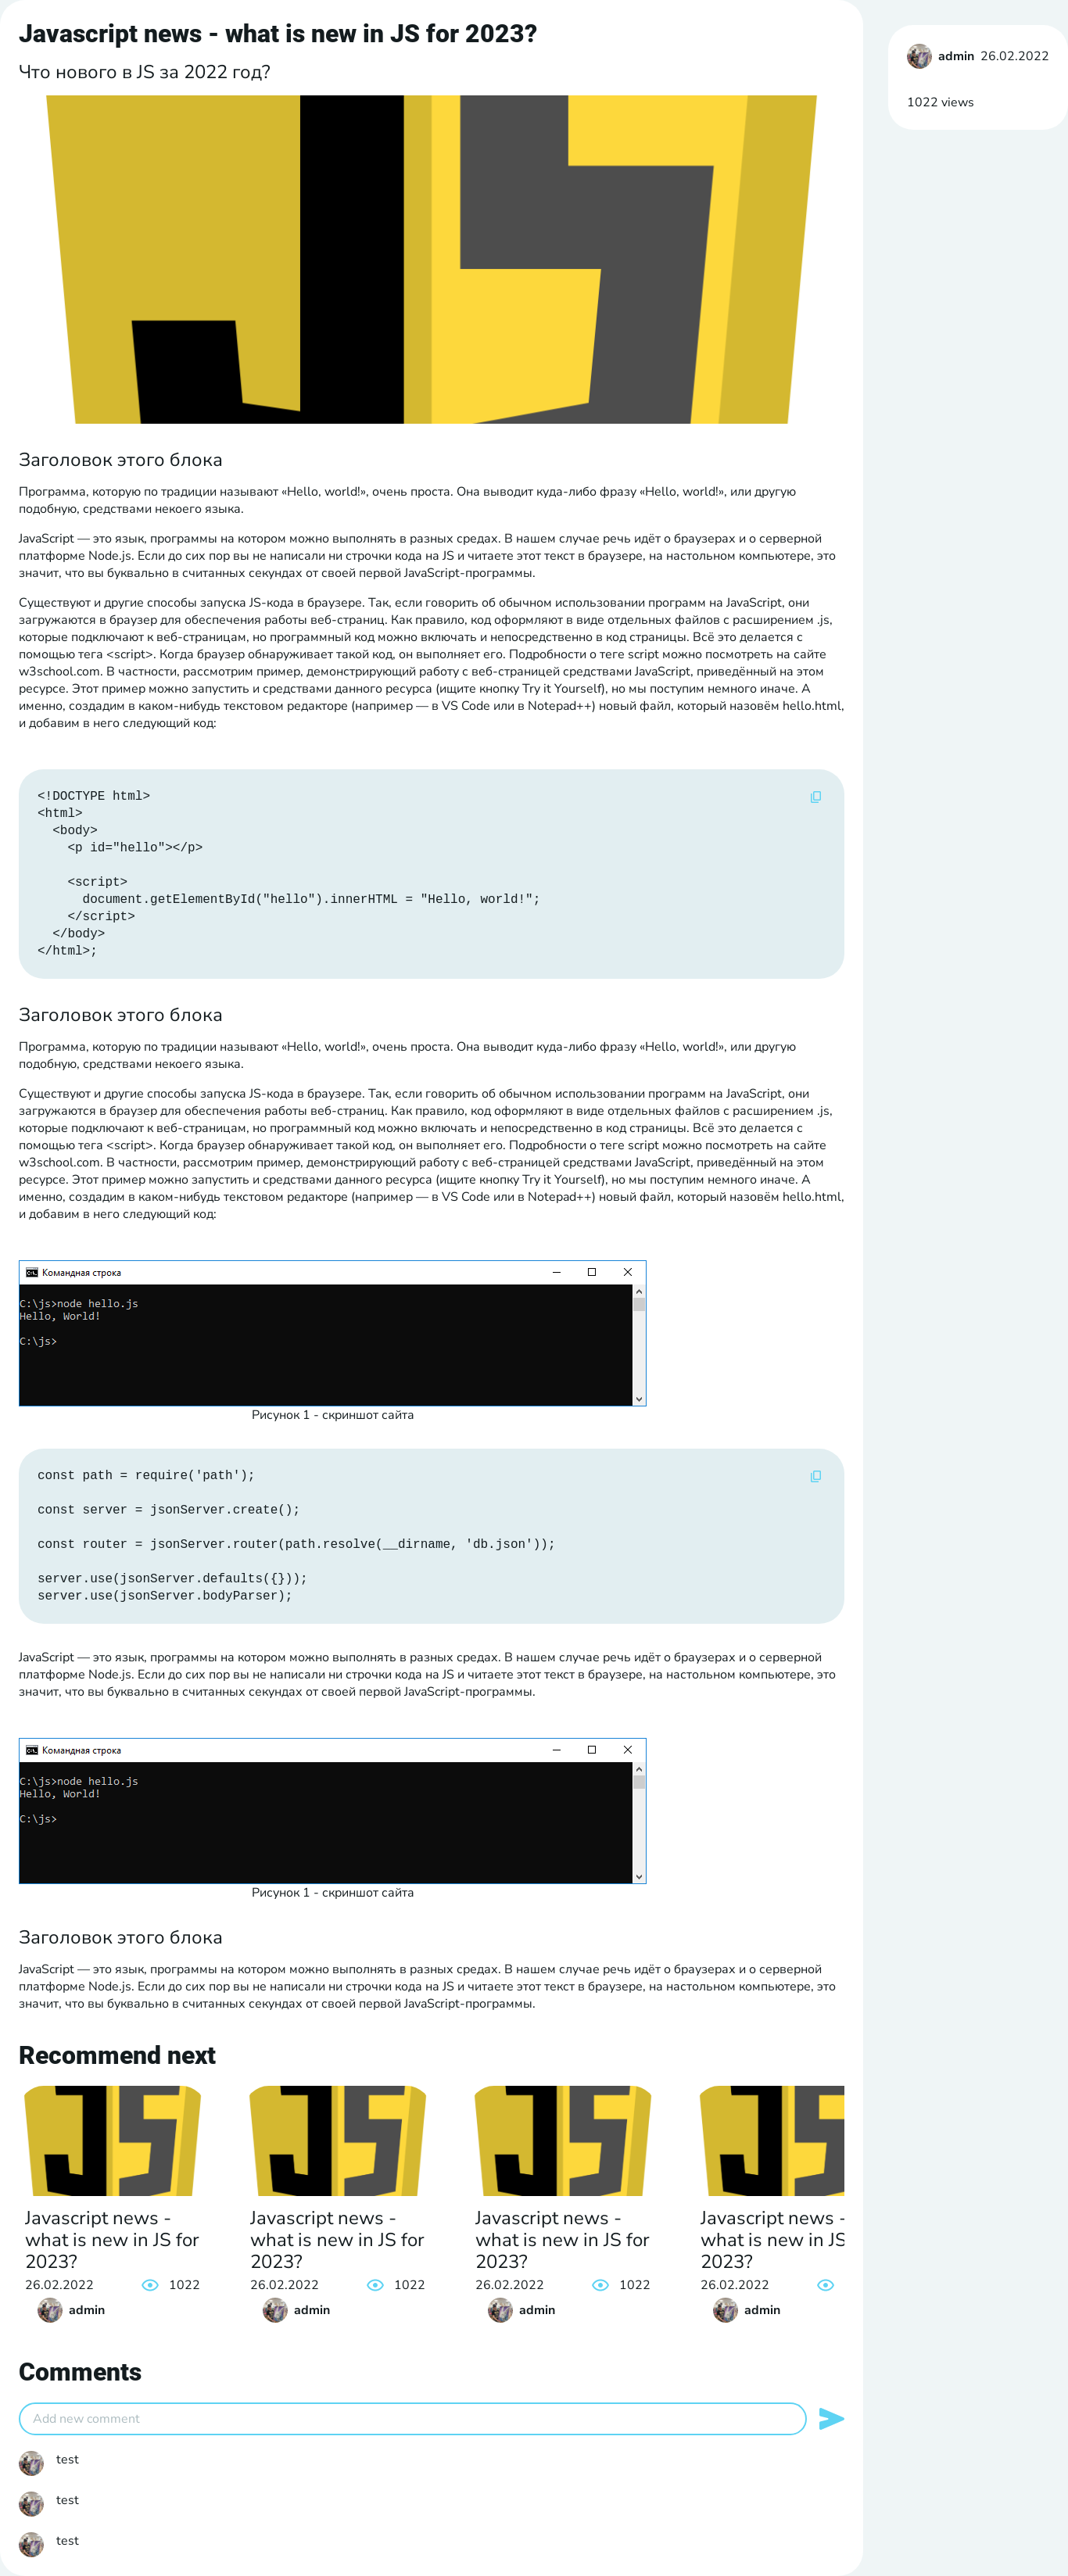 Javascript news - what is new in JS for 2023?
Что нового в JS за 2022 год?
admin 26.02.2022
1022 views
Заголовок этого блока
Программа, которую по традиции называют «Hello, world!», очень проста. Она выводит куда-либо фразу «Hello, world!», или другую
подобную, средствами некоего языка.
JavaScript — это язык, программы на котором можно выполнять в разных средах. В нашем случае речь идёт о браузерах и о серверной
платформе Node.js. Если до сих пор вы не написали ни строчки кода на JS и читаете этот текст в браузере, на настольном компьютере, это
значит, что вы буквально в считанных секундах от своей первой JavaScript-программы.
Существуют и другие способы запуска JS-кода в браузере. Так, если говорить об обычном использовании программ на JavaScript, они
загружаются в браузер для обеспечения работы веб-страниц. Как правило, код оформляют в виде отдельных файлов с расширением .js,
которые подключают к веб-страницам, но программный код можно включать и непосредственно в код страницы. Всё это делается с
помощью тега <script>. Когда браузер обнаруживает такой код, он выполняет его. Подробности о теге script можно посмотреть на сайте
w3school.com. В частности, рассмотрим пример, демонстрирующий работу с веб-страницей средствами JavaScript, приведённый на этом
ресурсе. Этот пример можно запустить и средствами данного ресурса (ищите кнопку Try it Yourself), но мы поступим немного иначе. А
именно, создадим в каком-нибудь текстовом редакторе (например — в VS Code или в Notepad++) новый файл, который назовём hello.html,
и добавим в него следующий код:
<!DOCTYPE html>
<html>
  <body>
    <p id="hello"></p>
    <script>
      document.getElementById("hello").innerHTML = "Hello, world!";
    </script>
  </body>
</html>;
Заголовок этого блока
Программа, которую по традиции называют «Hello, world!», очень проста. Она выводит куда-либо фразу «Hello, world!», или другую
подобную, средствами некоего языка.
Существуют и другие способы запуска JS-кода в браузере. Так, если говорить об обычном использовании программ на JavaScript, они
загружаются в браузер для обеспечения работы веб-страниц. Как правило, код оформляют в виде отдельных файлов с расширением .js,
которые подключают к веб-страницам, но программный код можно включать и непосредственно в код страницы. Всё это делается с
помощью тега <script>. Когда браузер обнаруживает такой код, он выполняет его. Подробности о теге script можно посмотреть на сайте
w3school.com. В частности, рассмотрим пример, демонстрирующий работу с веб-страницей средствами JavaScript, приведённый на этом
ресурсе. Этот пример можно запустить и средствами данного ресурса (ищите кнопку Try it Yourself), но мы поступим немного иначе. А
именно, создадим в каком-нибудь текстовом редакторе (например — в VS Code или в Notepad++) новый файл, который назовём hello.html,
и добавим в него следующий код:
Командная строка
C:\js>node hello.js
Hello, World!
C:\js>
Рисунок 1 - скриншот сайта
const path = require('path');
const server = jsonServer.create();
const router = jsonServer.router(path.resolve(__dirname, 'db.json'));
server.use(jsonServer.defaults({}));
server.use(jsonServer.bodyParser);
JavaScript — это язык, программы на котором можно выполнять в разных средах. В нашем случае речь идёт о браузерах и о серверной
платформе Node.js. Если до сих пор вы не написали ни строчки кода на JS и читаете этот текст в браузере, на настольном компьютере, это
значит, что вы буквально в считанных секундах от своей первой JavaScript-программы.
Командная строка
C:\js>node hello.js
Hello, World!
C:\js>
Рисунок 1 - скриншот сайта
Заголовок этого блока
JavaScript — это язык, программы на котором можно выполнять в разных средах. В нашем случае речь идёт о браузерах и о серверной
платформе Node.js. Если до сих пор вы не написали ни строчки кода на JS и читаете этот текст в браузере, на настольном компьютере, это
значит, что вы буквально в считанных секундах от своей первой JavaScript-программы.
Recommend next
JS
Javascript news -
what is new in JS for
2023?
26.02.2022 1022
admin
JS
Javascript news -
what is new in JS for
2023?
26.02.2022 1022
admin
JS
Javascript news -
what is new in JS for
2023?
26.02.2022 1022
admin
JS
Javascript news -
what is new in JS
2023?
26.02.2022
admin
Comments
Add new comment
test
test
test